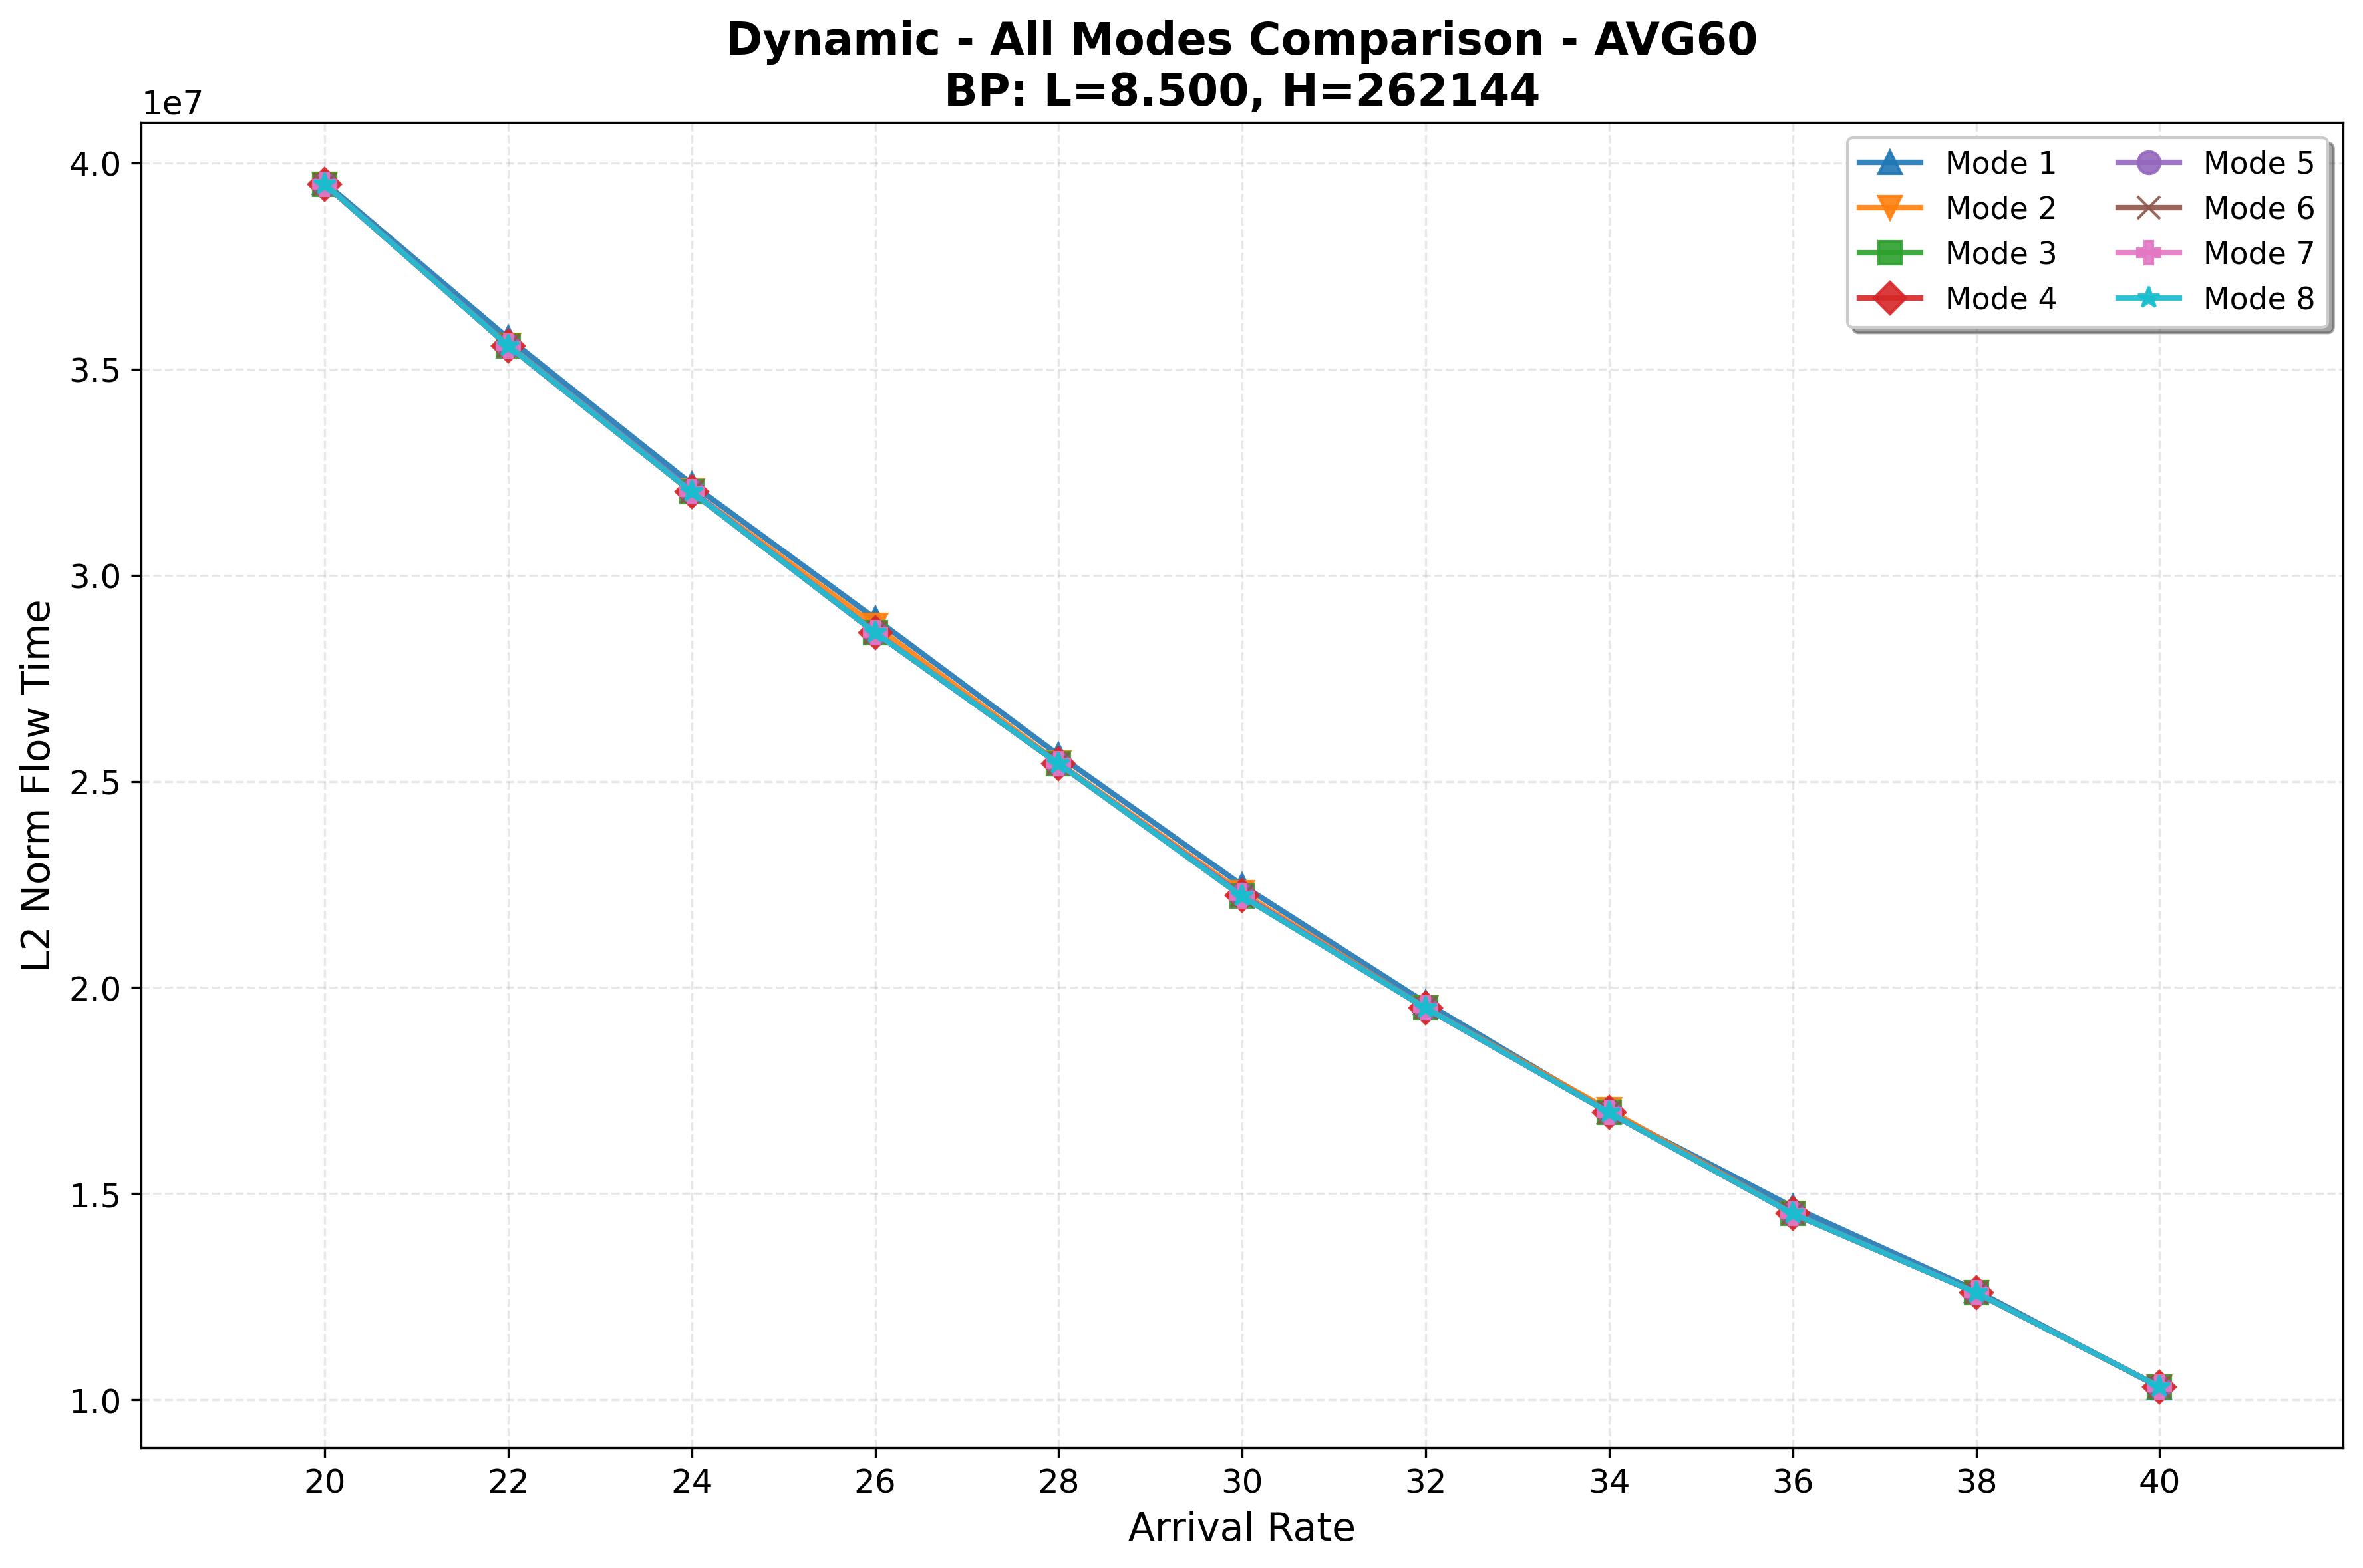 Dynamic - All Modes Comparison - AVG60
BP: L=8.500, H=262144
1e7
4.0
3.5
3.0
2.5
2.0
1.5
1.0
L2 Norm Flow Time
Mode 1
Mode 2
Mode 3
Mode 4
Mode 5
Mode 6
Mode 7
Mode 8
20 22 24 26 28 30 32 34 36 38 40
Arrival Rate